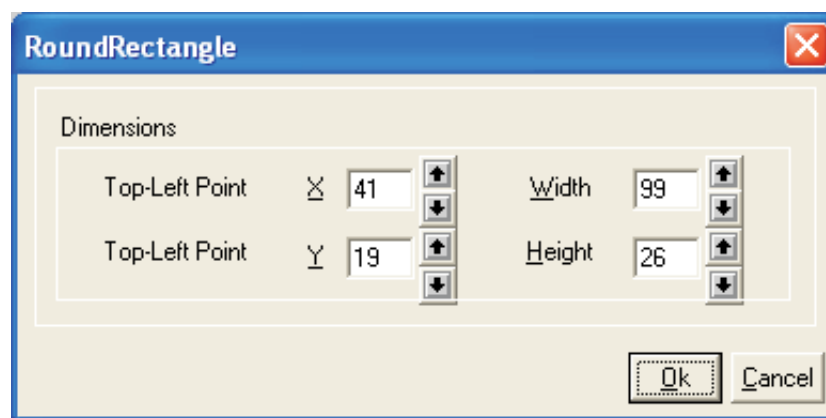 RoundRectangle
Dimensions
Top-Left Point X 41 Width 99
Top-Left Point Y 19 Height 26
Ok Cancel